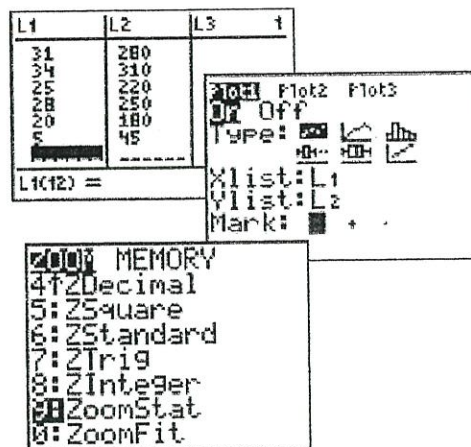 L1 L2 L3 1
31 280
34 310
25 220
28 250
20 180
5 45
------
L1(12) =
Plot1 Plot2 Plot3
On Off
Type:
Xlist:L1
Ylist:L2
Mark: + ·
ZOOM MEMORY
4↑ZDecimal
5:ZSquare
6:ZStandard
7:ZTrig
8:ZInteger
9:ZoomStat
0:ZoomFit